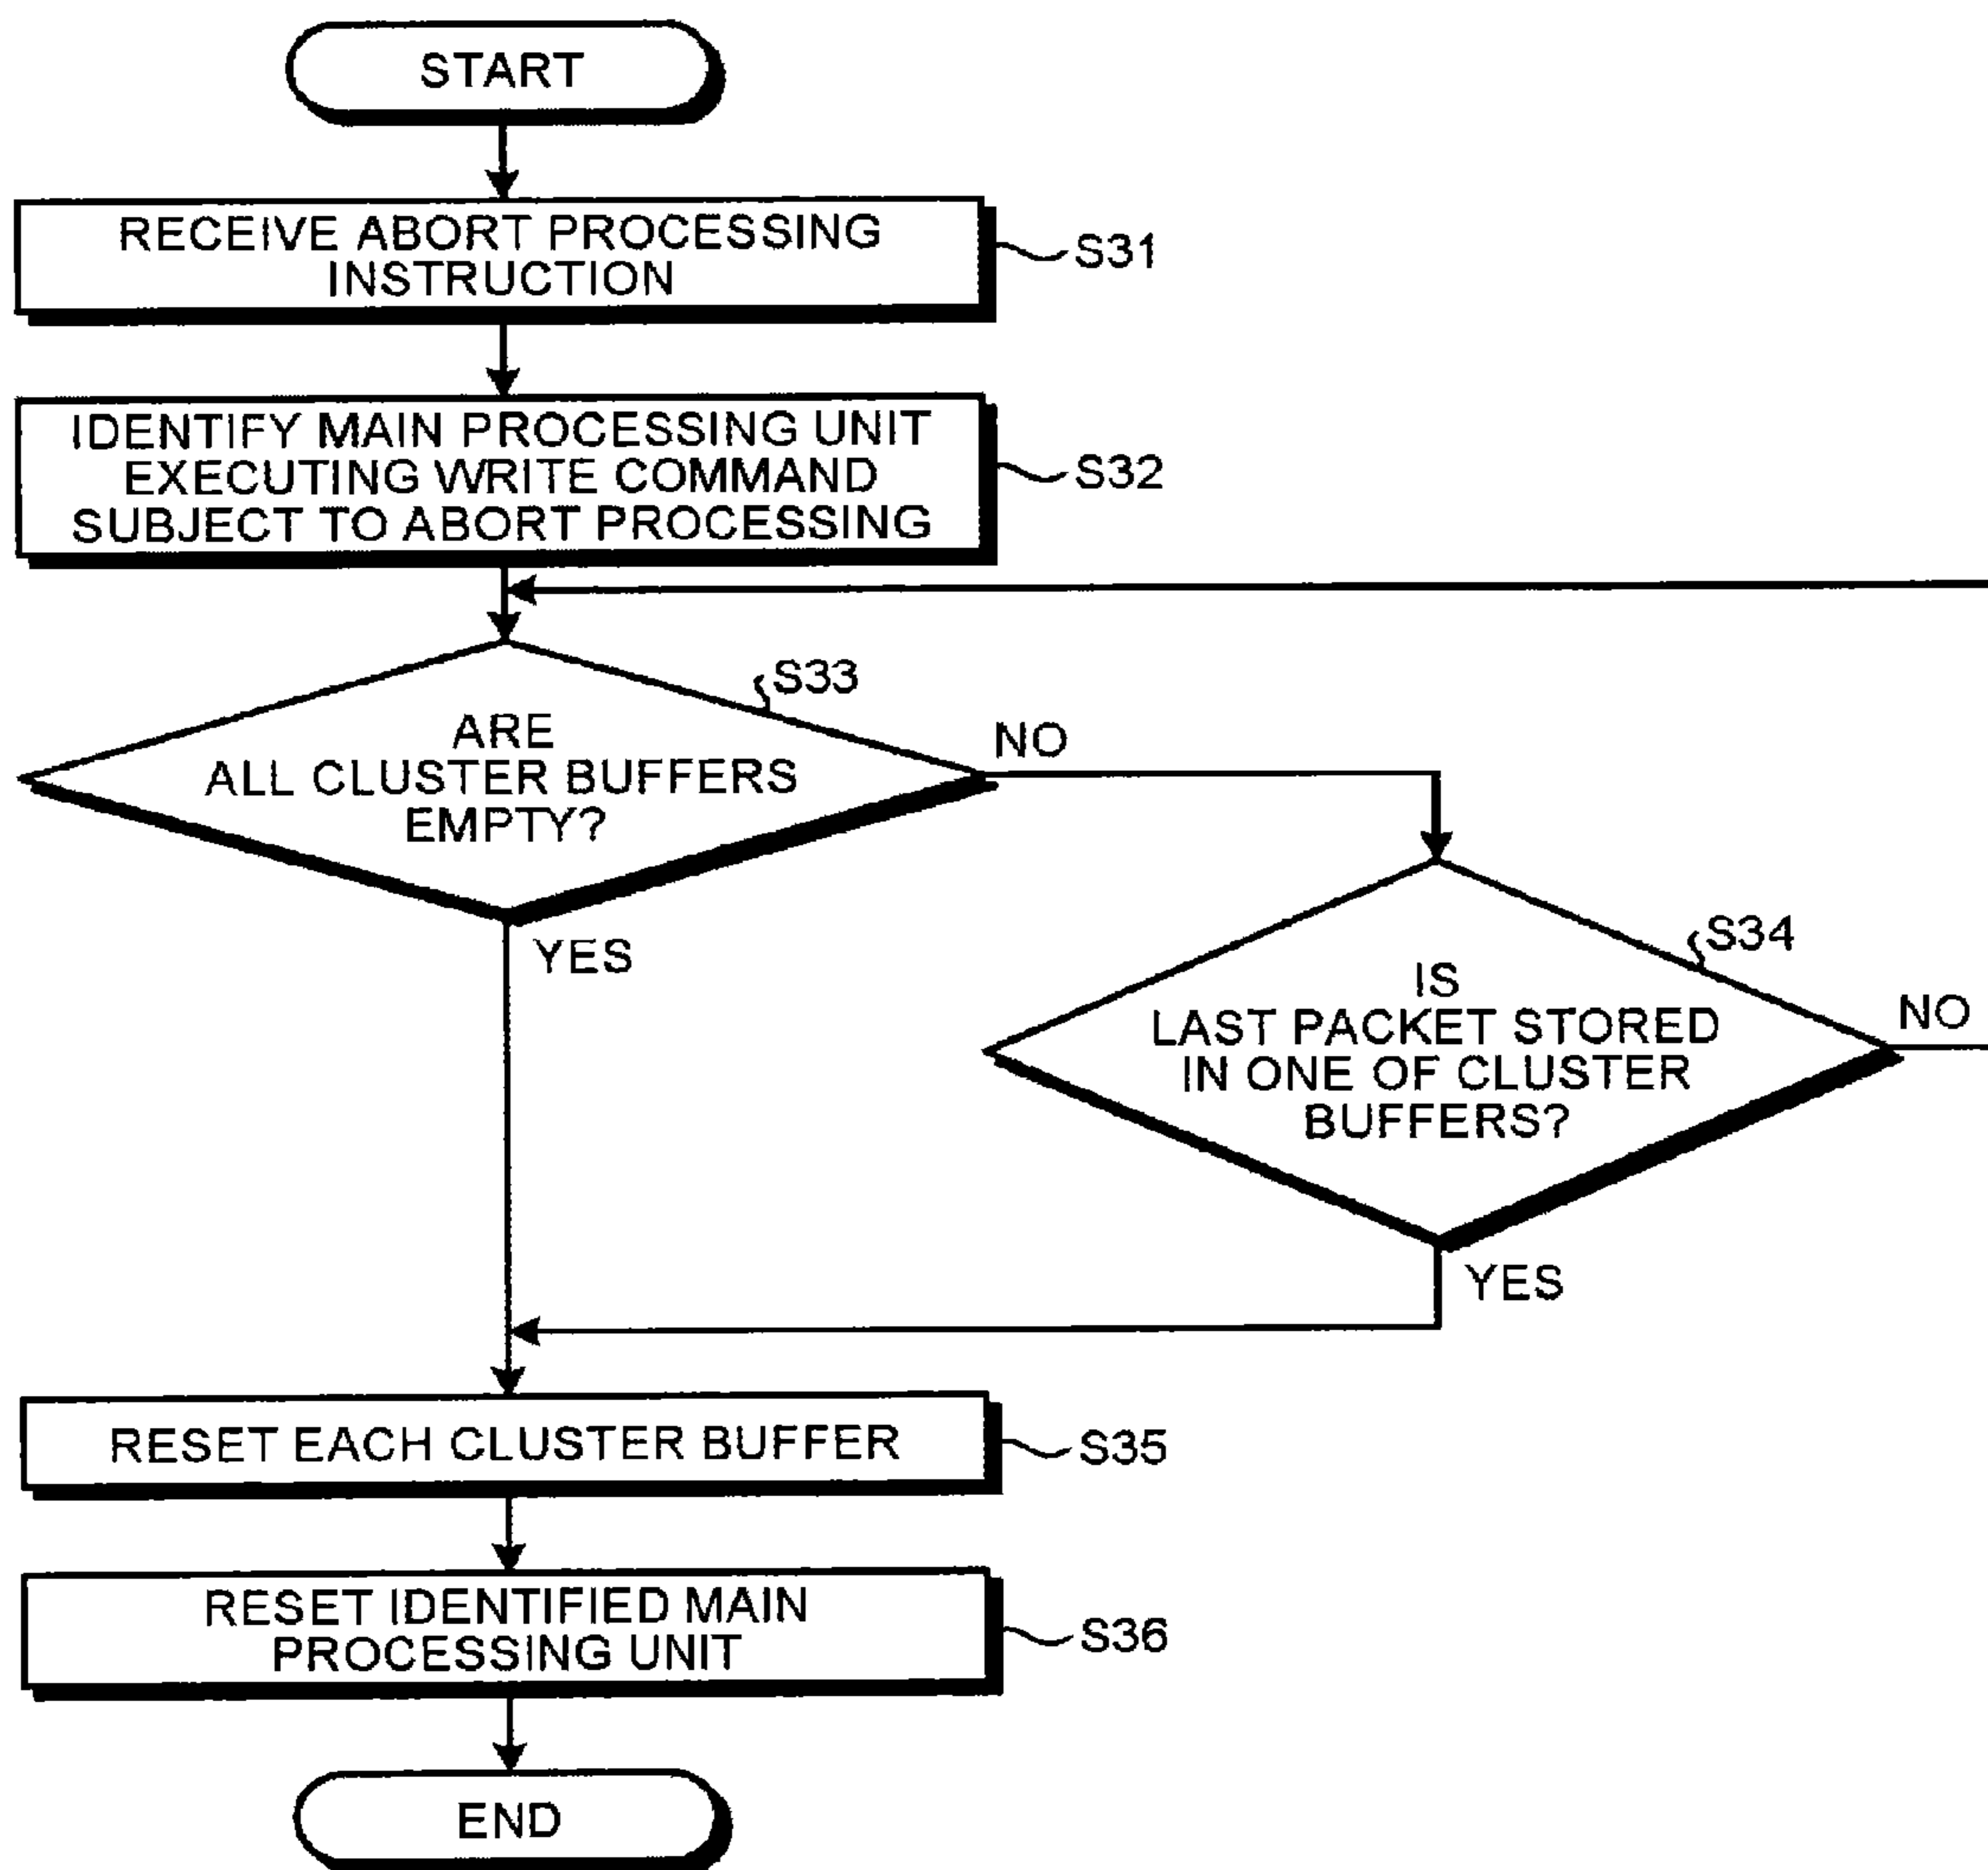 START
RECEIVE ABORT PROCESSING
INSTRUCTION
S31
IDENTIFY MAIN PROCESSING UNIT
EXECUTING WRITE COMMAND
SUBJECT TO ABORT PROCESSING
S32
S33
ARE
ALL CLUSTER BUFFERS
EMPTY?
NO
YES
S34
IS
LAST PACKET STORED
IN ONE OF CLUSTER
BUFFERS?
NO
YES
RESET EACH CLUSTER BUFFER
S35
RESET IDENTIFIED MAIN
PROCESSING UNIT
S36
END